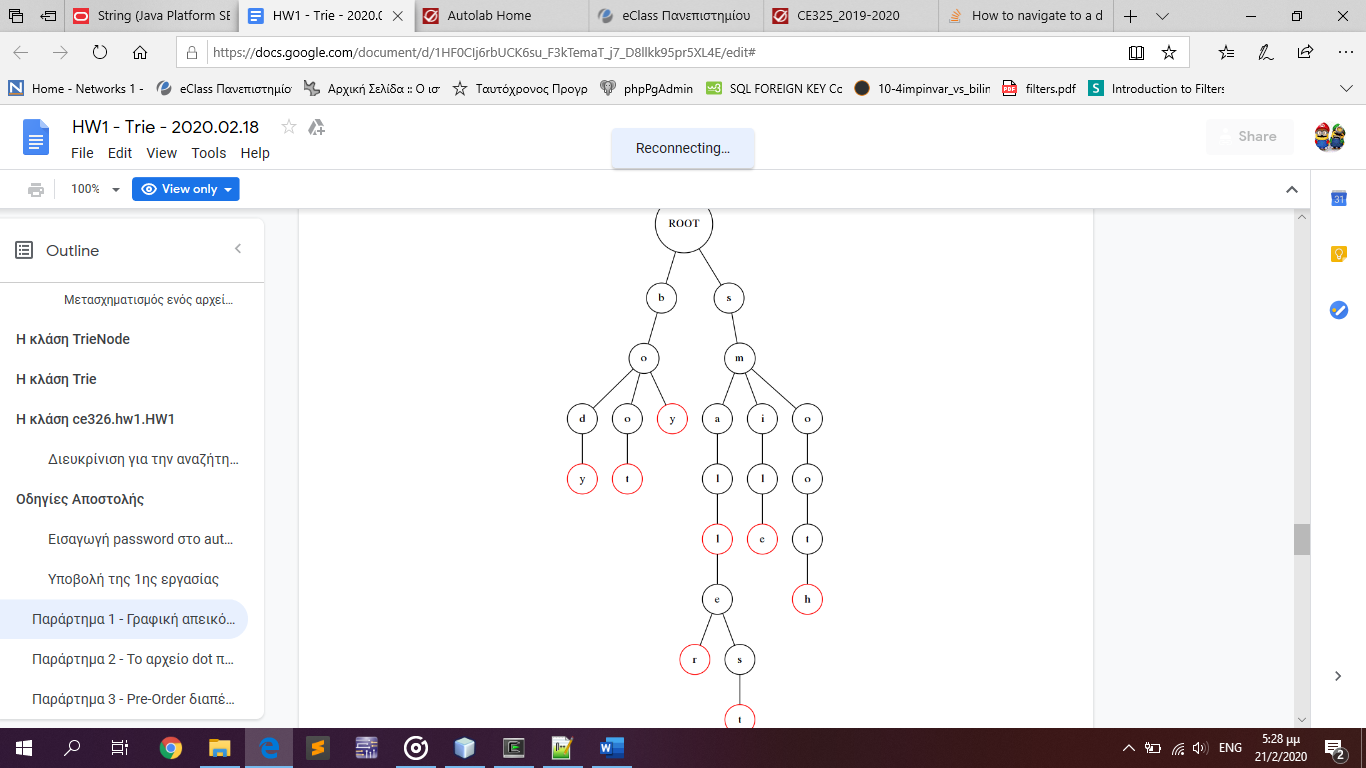 String (Java Platform SE
HW1 - Trie - 2020.0
Autolab Home
eClass Πανεπιστημίου
CE325_2019-2020
How to navigate to a d
https://docs.google.com/document/d/1HF0CIj6rbUCK6su_F3kTemaT_j7_D8llkk95pr5XL4E/edit#
Home - Networks 1 -
eClass Πανεπιστημίο
Αρχική Σελίδα :: Ο ισ
Ταυτόχρονος Προγρ
phpPgAdmin
SQL FOREIGN KEY Co
10-4impinvar_vs_bilin
filters.pdf
Introduction to Filters
HW1 - Trie - 2020.02.18
File Edit View Tools Help
Reconnecting...
Share
100%
View only
31
Outline
Μετασχηματισμός ενός αρχεί...
Η κλάση TrieNode
Η κλάση Trie
Η κλάση ce326.hw1.HW1
Διευκρίνιση για την αναζήτη...
Οδηγίες Αποστολής
Εισαγωγή password στο aut...
Υποβολή της 1ης εργασίας
Παράρτημα 1 - Γραφική απεικό...
Παράρτημα 2 - Το αρχείο dot π...
Παράρτημα 3 - Pre-Order διαπέ...
ROOT
b s
o m
d o y a i o
y t l l o
l e t
e h
r s
t
ENG
5:28 μμ
21/2/2020
2